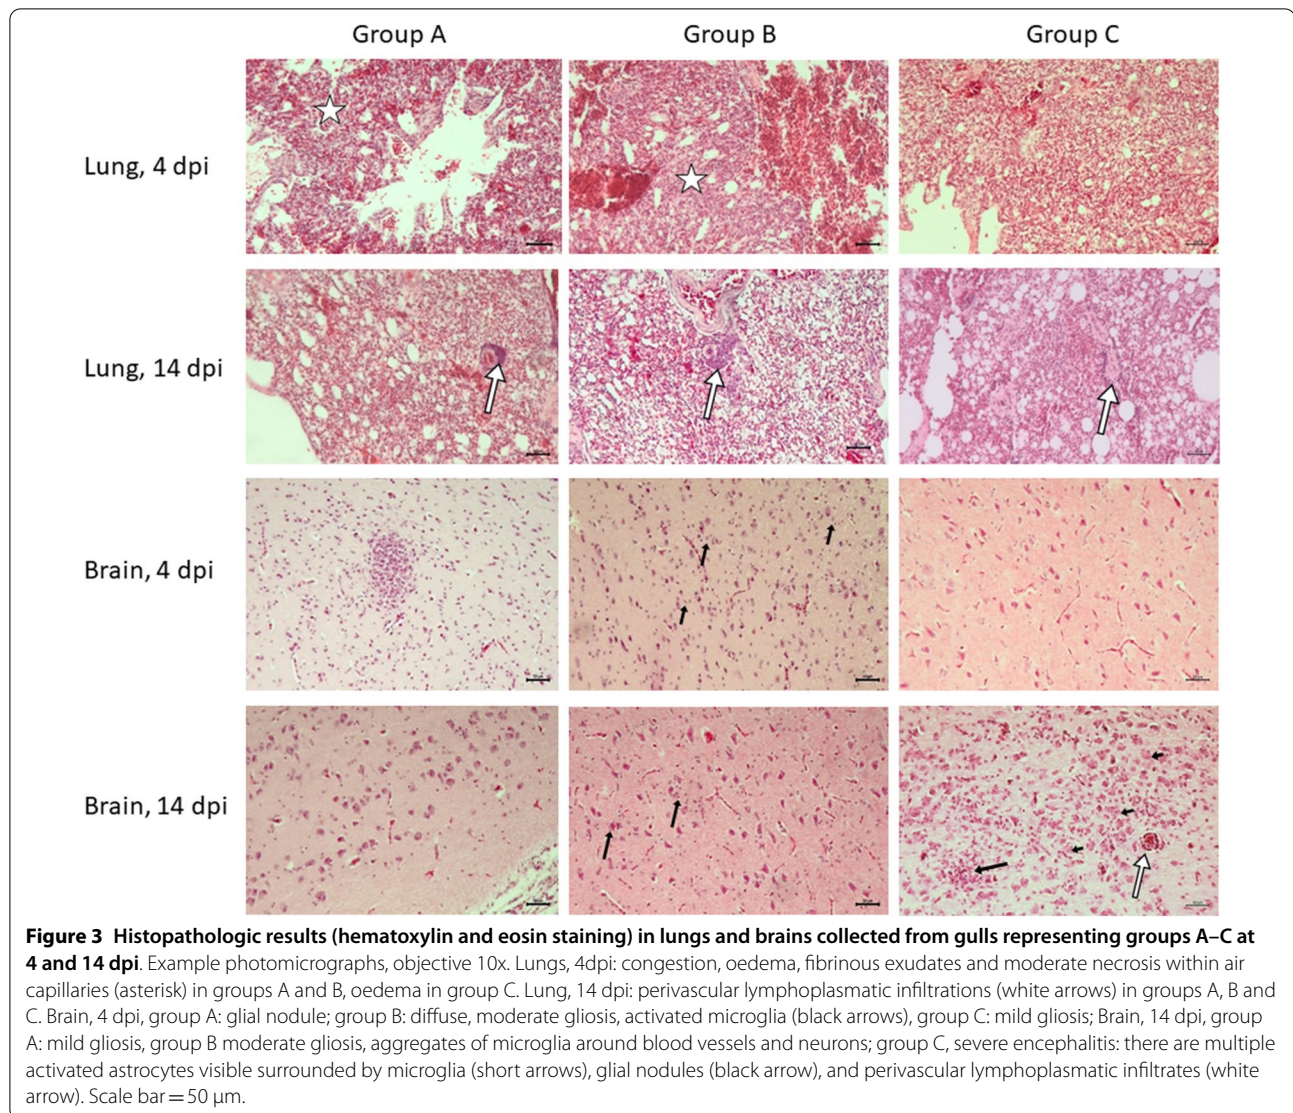 Group A
Group B
Group C
Lung, 4 dpi
Lung, 14 dpi
Brain, 4 dpi
Brain, 14 dpi
Figure 3 Histopathologic results (hematoxylin and eosin staining) in lungs and brains collected from gulls representing groups A–C at
4 and 14 dpi. Example photomicrographs, objective 10x. Lungs, 4dpi: congestion, oedema, fibrinous exudates and moderate necrosis within air
capillaries (asterisk) in groups A and B, oedema in group C. Lung, 14 dpi: perivascular lymphoplasmatic infiltrations (white arrows) in groups A, B and
C. Brain, 4 dpi, group A: glial nodule; group B: diffuse, moderate gliosis, activated microglia (black arrows), group C: mild gliosis; Brain, 14 dpi, group
A: mild gliosis, group B moderate gliosis, aggregates of microglia around blood vessels and neurons; group C, severe encephalitis: there are multiple
activated astrocytes visible surrounded by microglia (short arrows), glial nodules (black arrow), and perivascular lymphoplasmatic infiltrates (white
arrow). Scale bar = 50 µm.